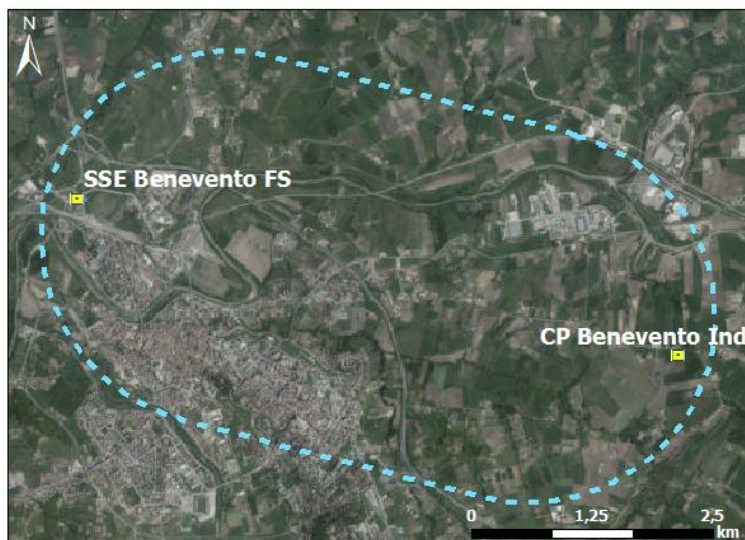 N
SSE Benevento FS
CP Benevento Ind
0 1,25 2,5
km